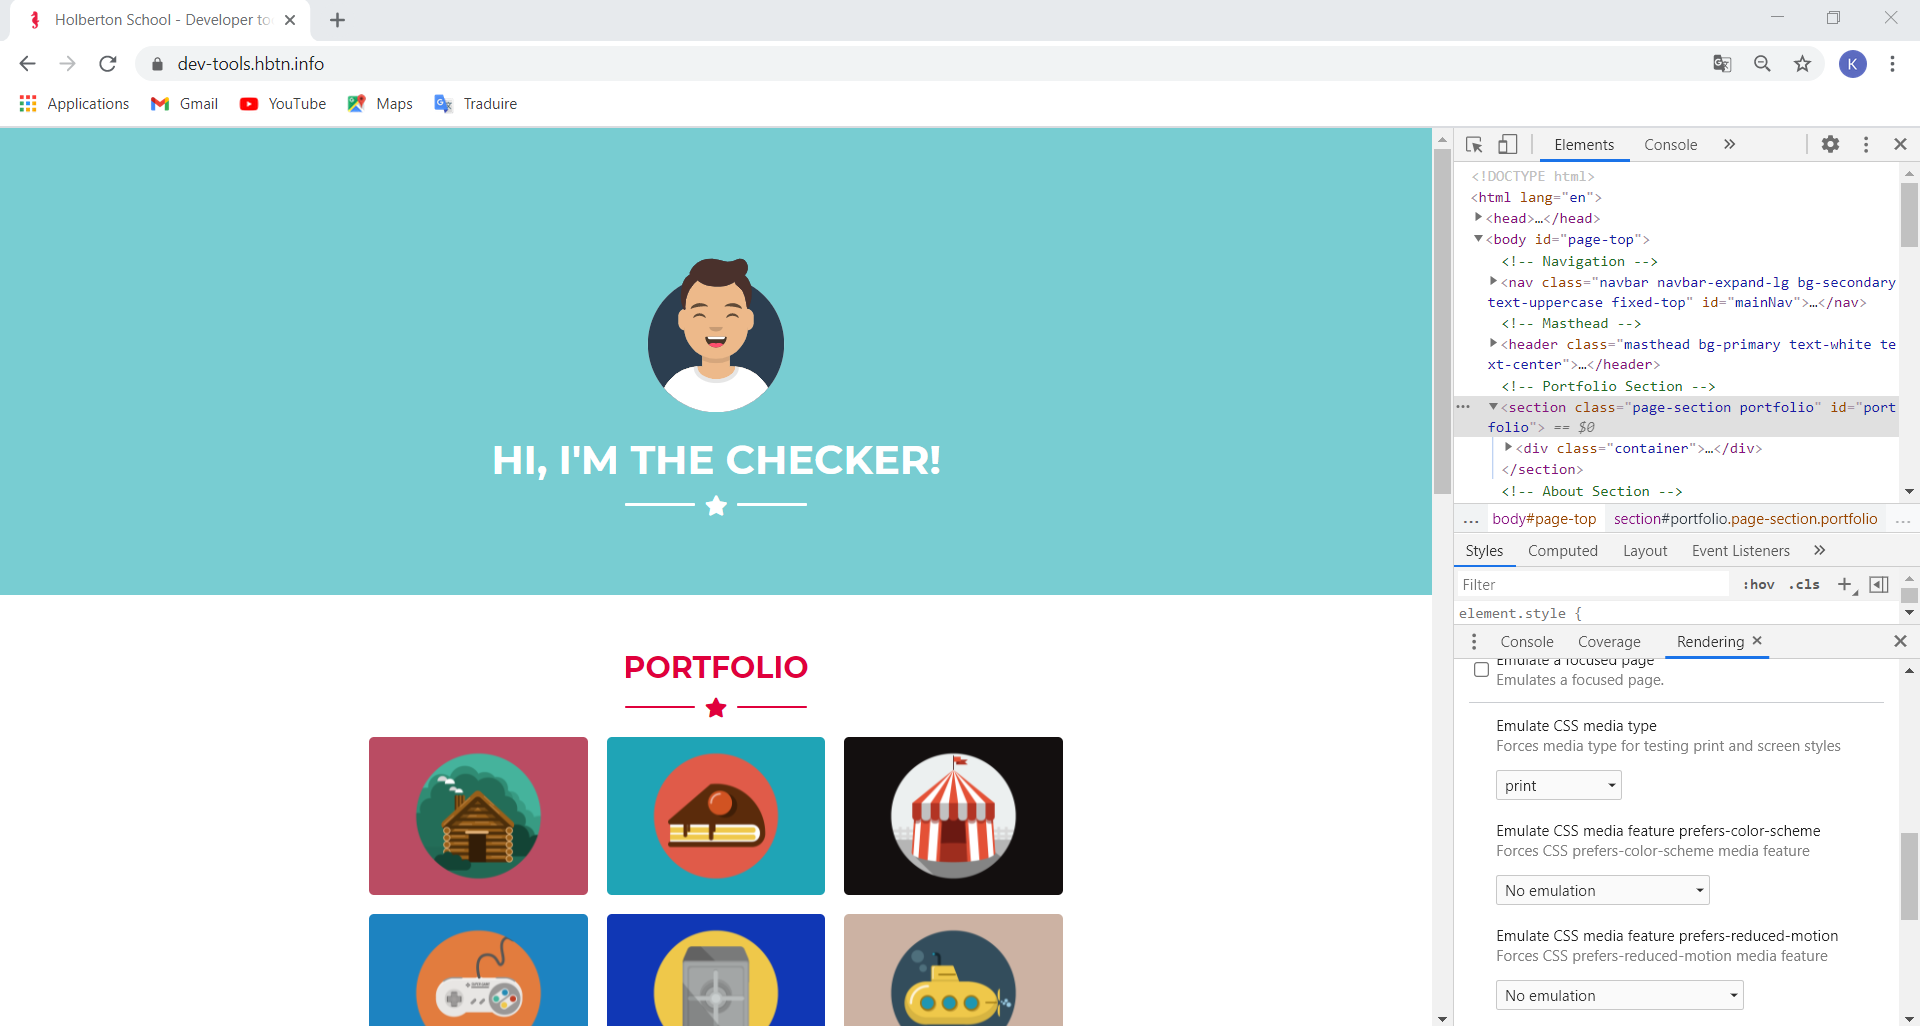 Holberton School - Developer to
dev-tools.hbtn.info
K
Applications
Gmail
YouTube
Maps
Traduire
HI, I'M THE CHECKER!
PORTFOLIO
Elements
Console
<!DOCTYPE html>
<html lang="en">
<head>…</head>
<body id="page-top">
<!-- Navigation -->
<nav class="navbar navbar-expand-lg bg-secondary
text-uppercase fixed-top" id="mainNav">…</nav>
<!-- Masthead -->
<header class="masthead bg-primary text-white te
xt-center">…</header>
<!-- Portfolio Section -->
<section class="page-section portfolio" id="port
folio"> == $0
<div class="container">…</div>
</section>
<!-- About Section -->
... body#page-top section#portfolio.page-section.portfolio ...
Styles Computed Layout Event Listeners
Filter :hov .cls
element.style {
Console Coverage Rendering
Emulate a focused page
Emulates a focused page.
Emulate CSS media type
Forces media type for testing print and screen styles
print
Emulate CSS media feature prefers-color-scheme
Forces CSS prefers-color-scheme media feature
No emulation
Emulate CSS media feature prefers-reduced-motion
Forces CSS prefers-reduced-motion media feature
No emulation